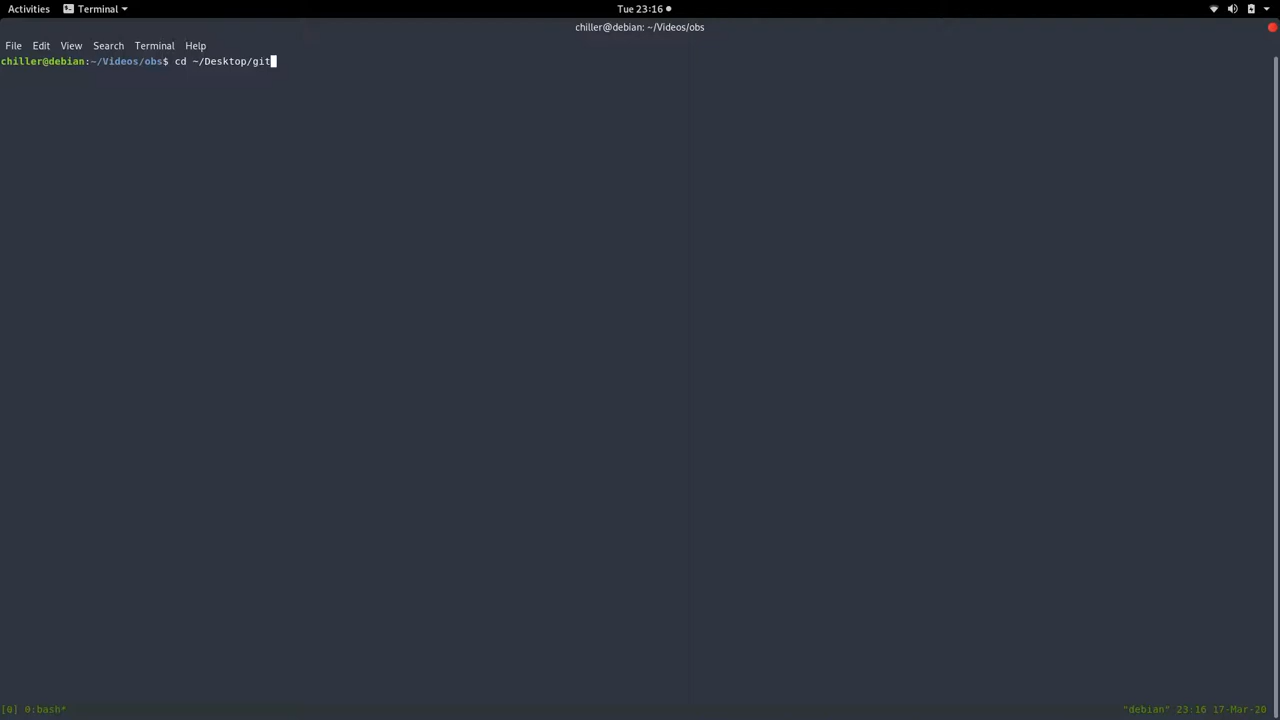 Activities Terminal Tue 23:16
chiller@debian: ~/Videos/obs
File Edit View Search Terminal Help
chiller@debian:~/Videos/obs$ cd ~/Desktop/git
[0] 0:bash* "debian" 23:16 17-Mar-20